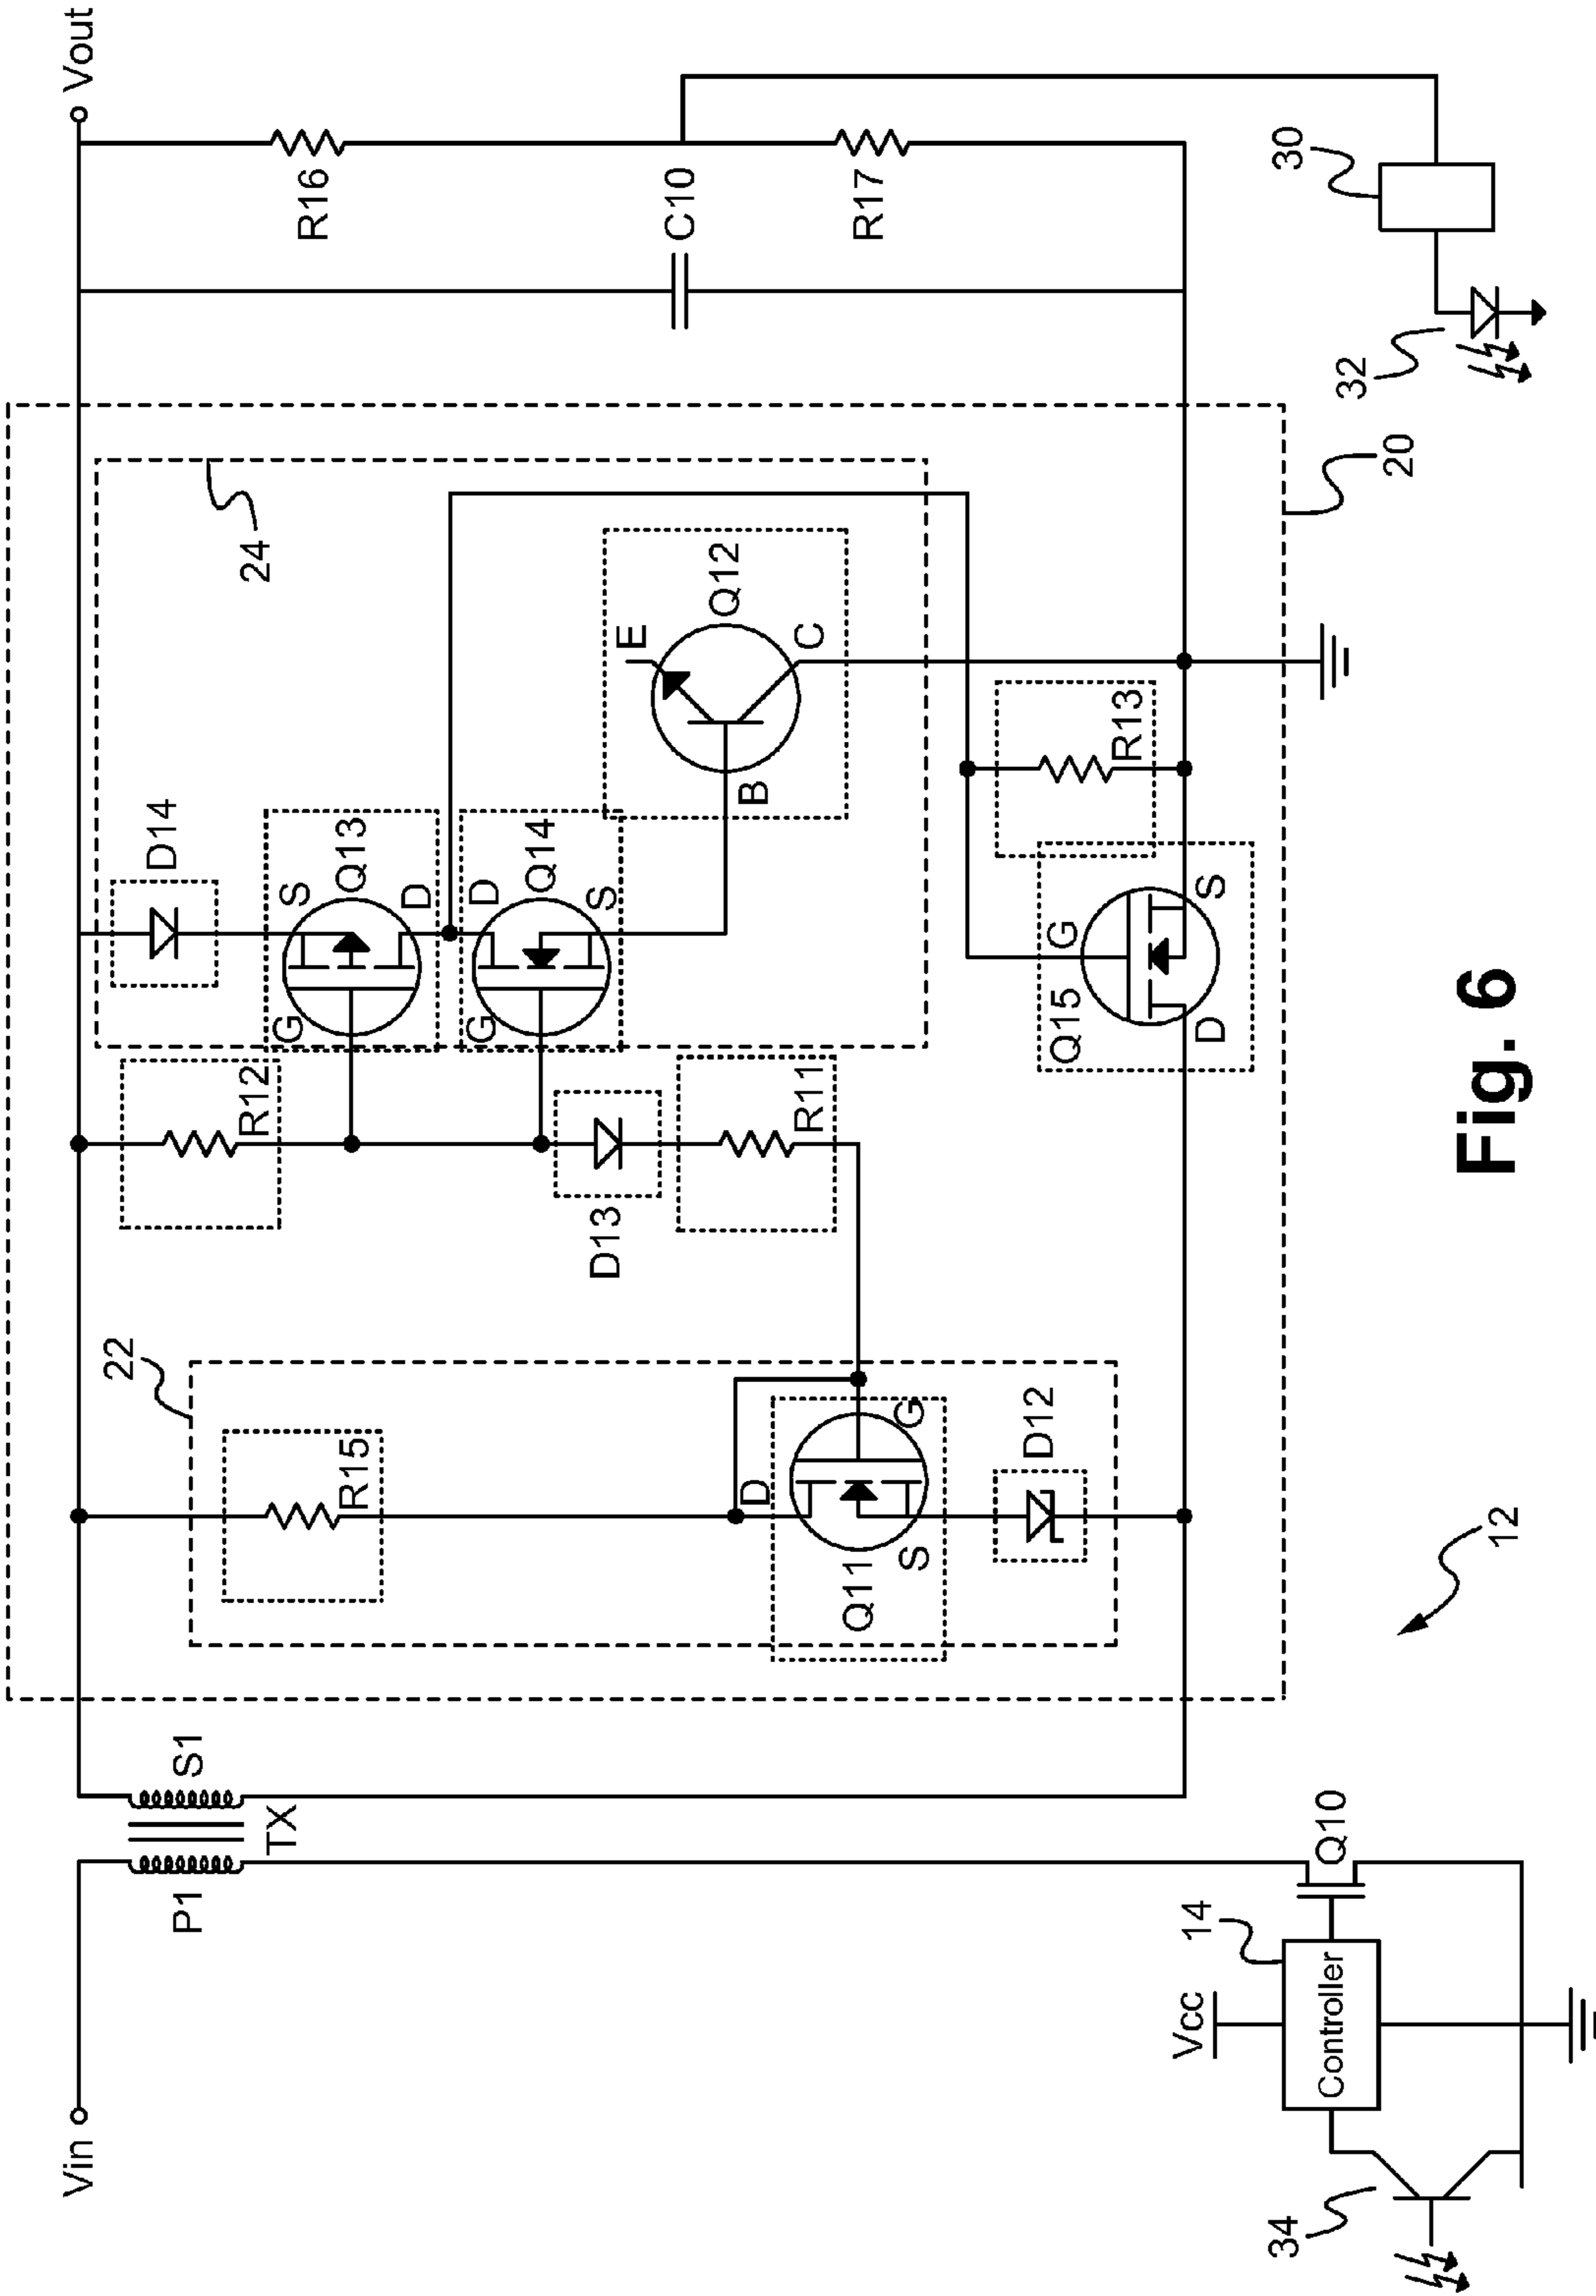 Vin
Vout
P1
S1
TX
22
R15
D
Q11
G
S
D12
R12
D13
R11
D14
G
S
Q13
D
G
D
Q14
S
24
E
Q12
B
C
Q15
G
D
S
R13
20
R16
C10
R17
30
32
Vcc
14
Controller
Q10
34
12
Fig. 6